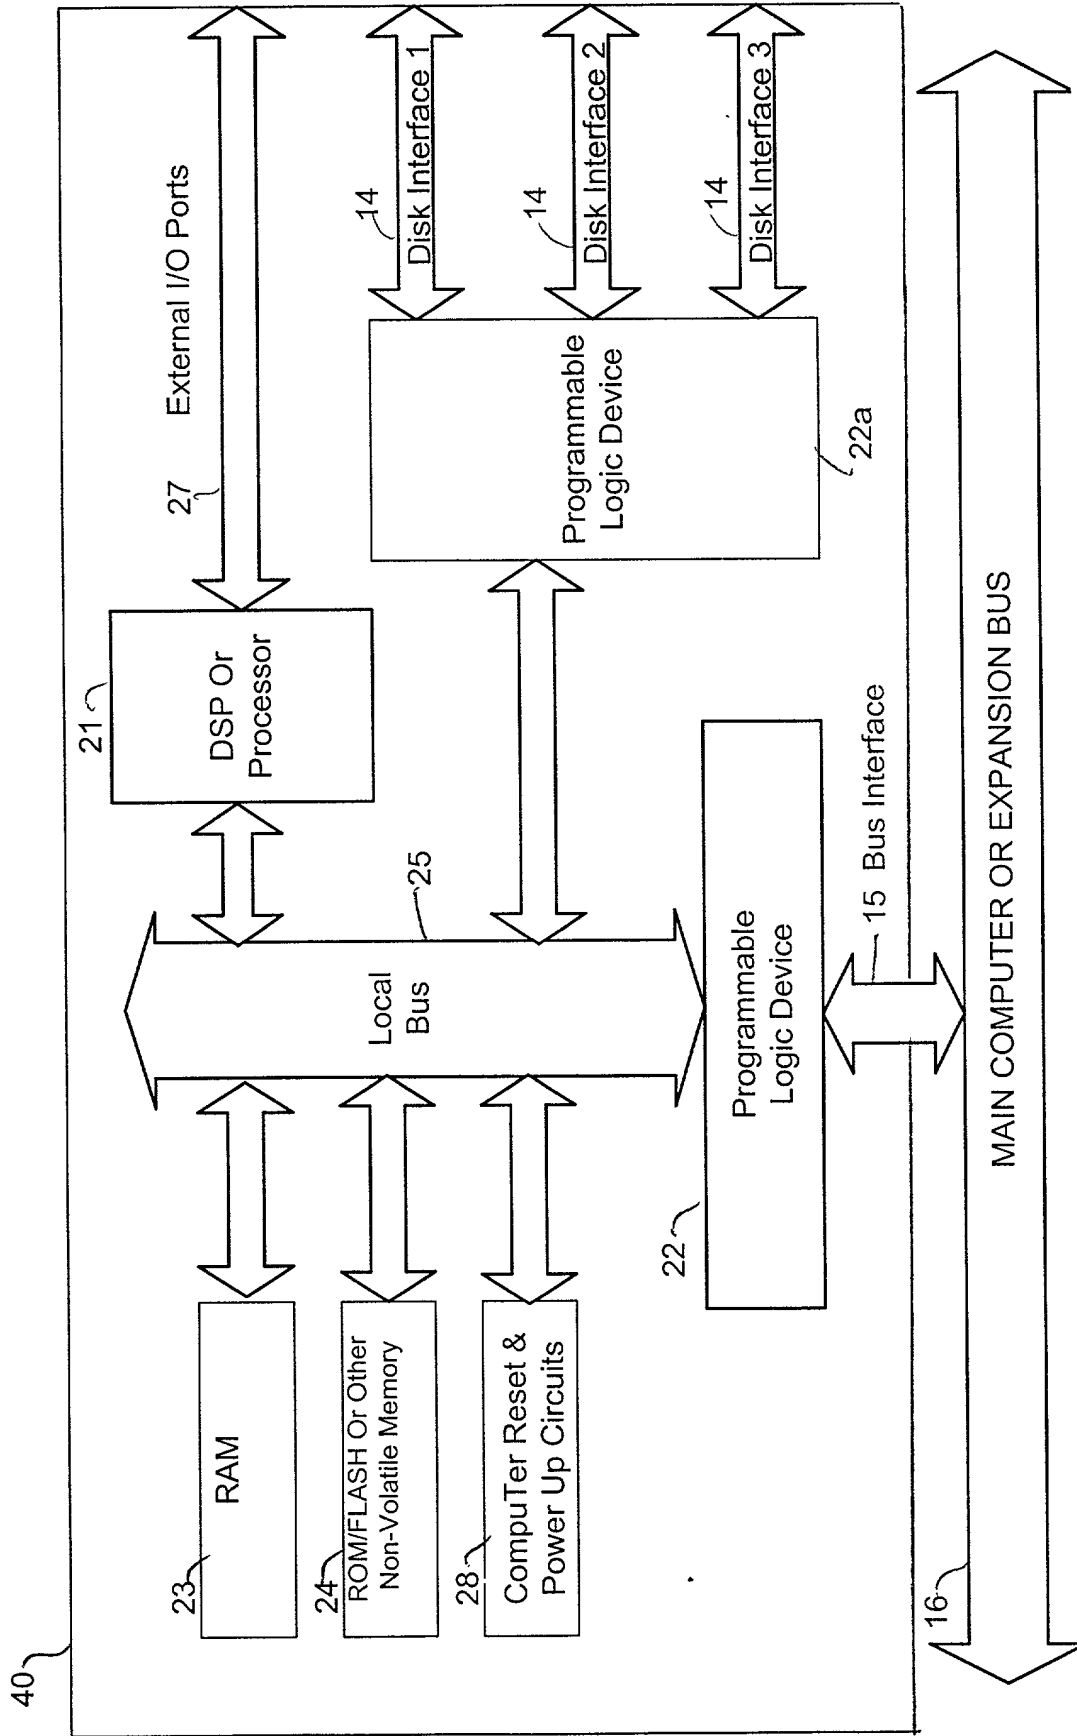 40
23
RAM
24
ROM/FLASH Or Other
Non-Volatile Memory
28
CompuTer Reset &
Power Up Circuits
Local
Bus
25
21
DSP Or
Processor
27
External I/O Ports
Programmable
Logic Device
22a
14
Disk Interface 1
14
Disk Interface 2
14
Disk Interface 3
22
Programmable
Logic Device
15 Bus Interface
16
MAIN COMPUTER OR EXPANSION BUS